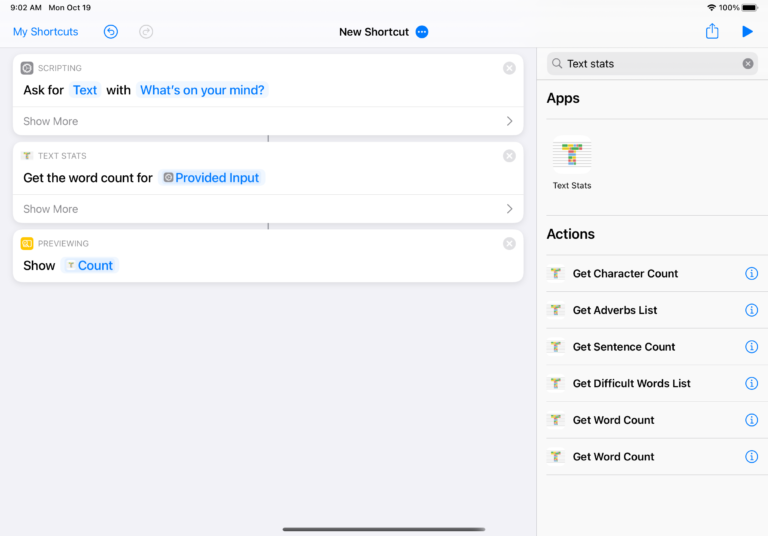 9:02 AM Mon Oct 19
100%
My Shortcuts
New Shortcut
SCRIPTING
Ask for Text with What's on your mind?
Show More
TEXT STATS
Get the word count for Provided Input
Show More
PREVIEWING
Show Count
Text stats
Apps
Text Stats
Actions
Get Character Count
Get Adverbs List
Get Sentence Count
Get Difficult Words List
Get Word Count
Get Word Count